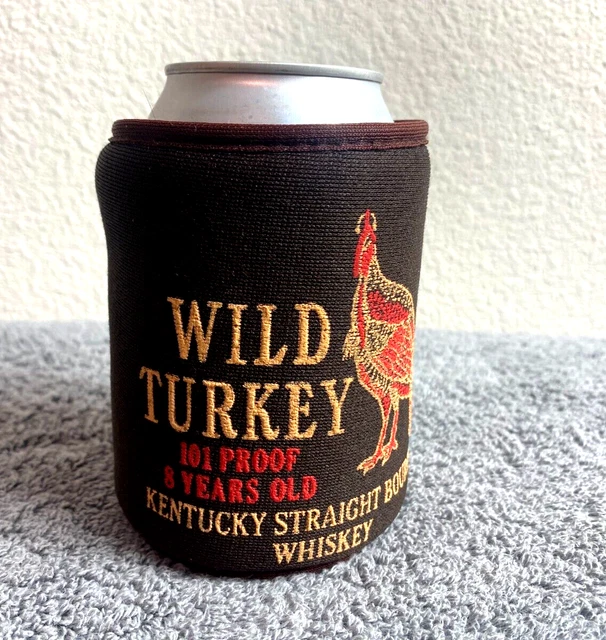 WILD
TURKEY
101 PROOF
8 YEARS OLD
KENTUCKY STRAIGHT
WHISKEY